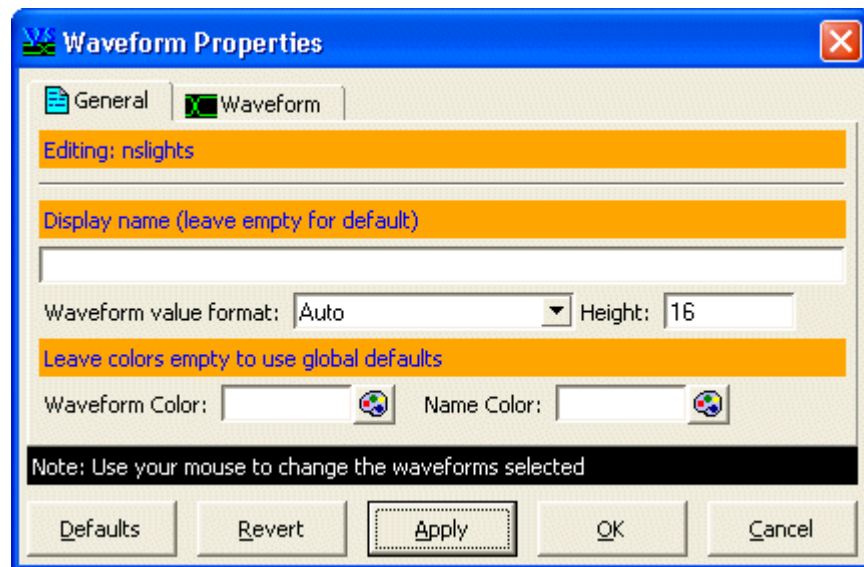 Waveform Properties
General Waveform
Editing: nslights
Display name (leave empty for default)
Waveform value format: Auto Height: 16
Leave colors empty to use global defaults
Waveform Color: Name Color:
Note: Use your mouse to change the waveforms selected
Defaults Revert Apply OK Cancel